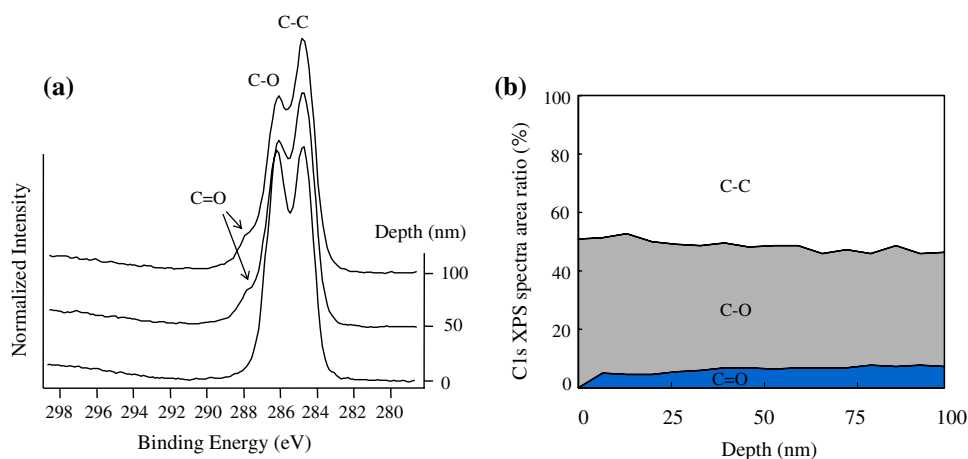 (a)
C-C
C-O
C=O
Depth (nm)
100
50
0
Normalized Intensity
298 296 294 292 290 288 286 284 282 280
Binding Energy (eV)
(b)
C1s XPS spectra area ratio (%)
100
80
60
40
20
0
C-C
C-O
C=O
0 25 50 75 100
Depth (nm)